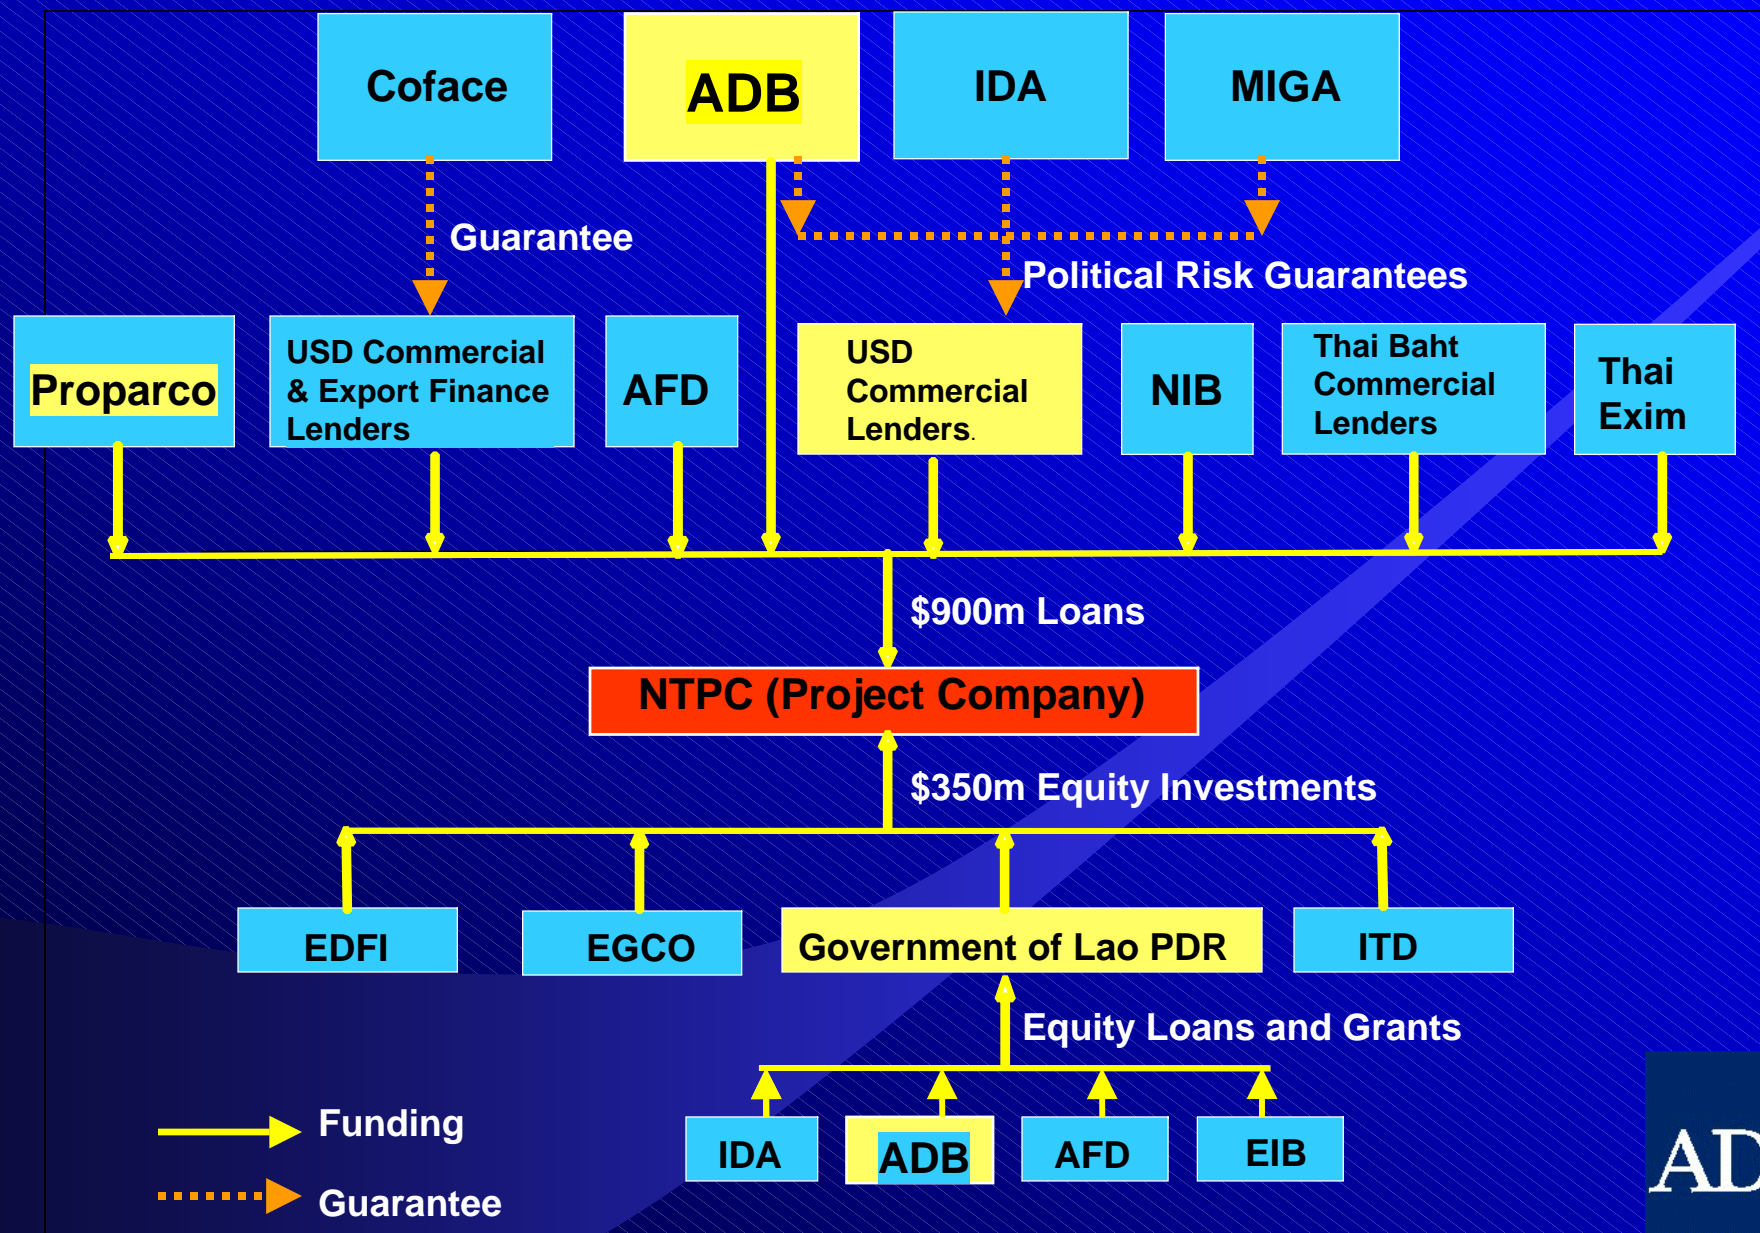 Coface
ADB
IDA
MIGA
Guarantee
Political Risk Guarantees
Proparco
USD Commercial
& Export Finance
Lenders
AFD
USD
Commercial
Lenders.
NIB
Thai Baht
Commercial
Lenders
Thai
Exim
$900m Loans
NTPC (Project Company)
$350m Equity Investments
EDFI
EGCO
Government of Lao PDR
ITD
Equity Loans and Grants
IDA
ADB
AFD
EIB
Funding
Guarantee
AD